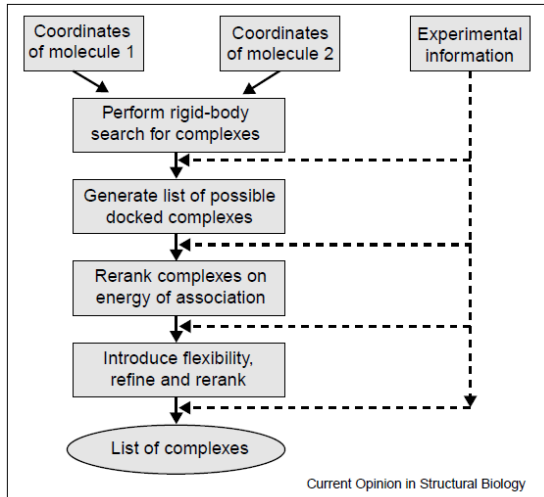 Coordinates
of molecule 1
Coordinates
of molecule 2
Experimental
information
Perform rigid-body
search for complexes
Generate list of possible
docked complexes
Rerank complexes on
energy of association
Introduce flexibility,
refine and rerank
List of complexes
Current Opinion in Structural Biology